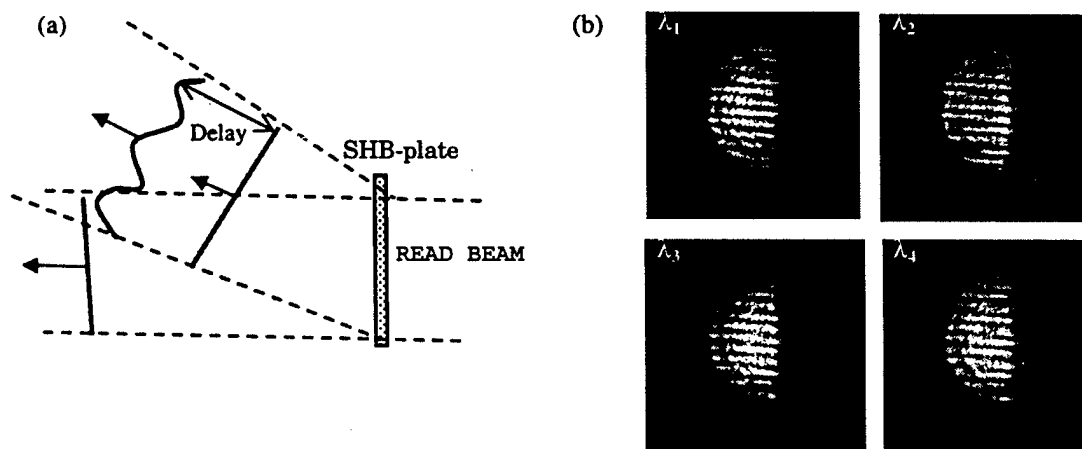 (a)
Delay
SHB-plate
READ BEAM
(b)
λ₁
λ₂
λ₃
λ₄